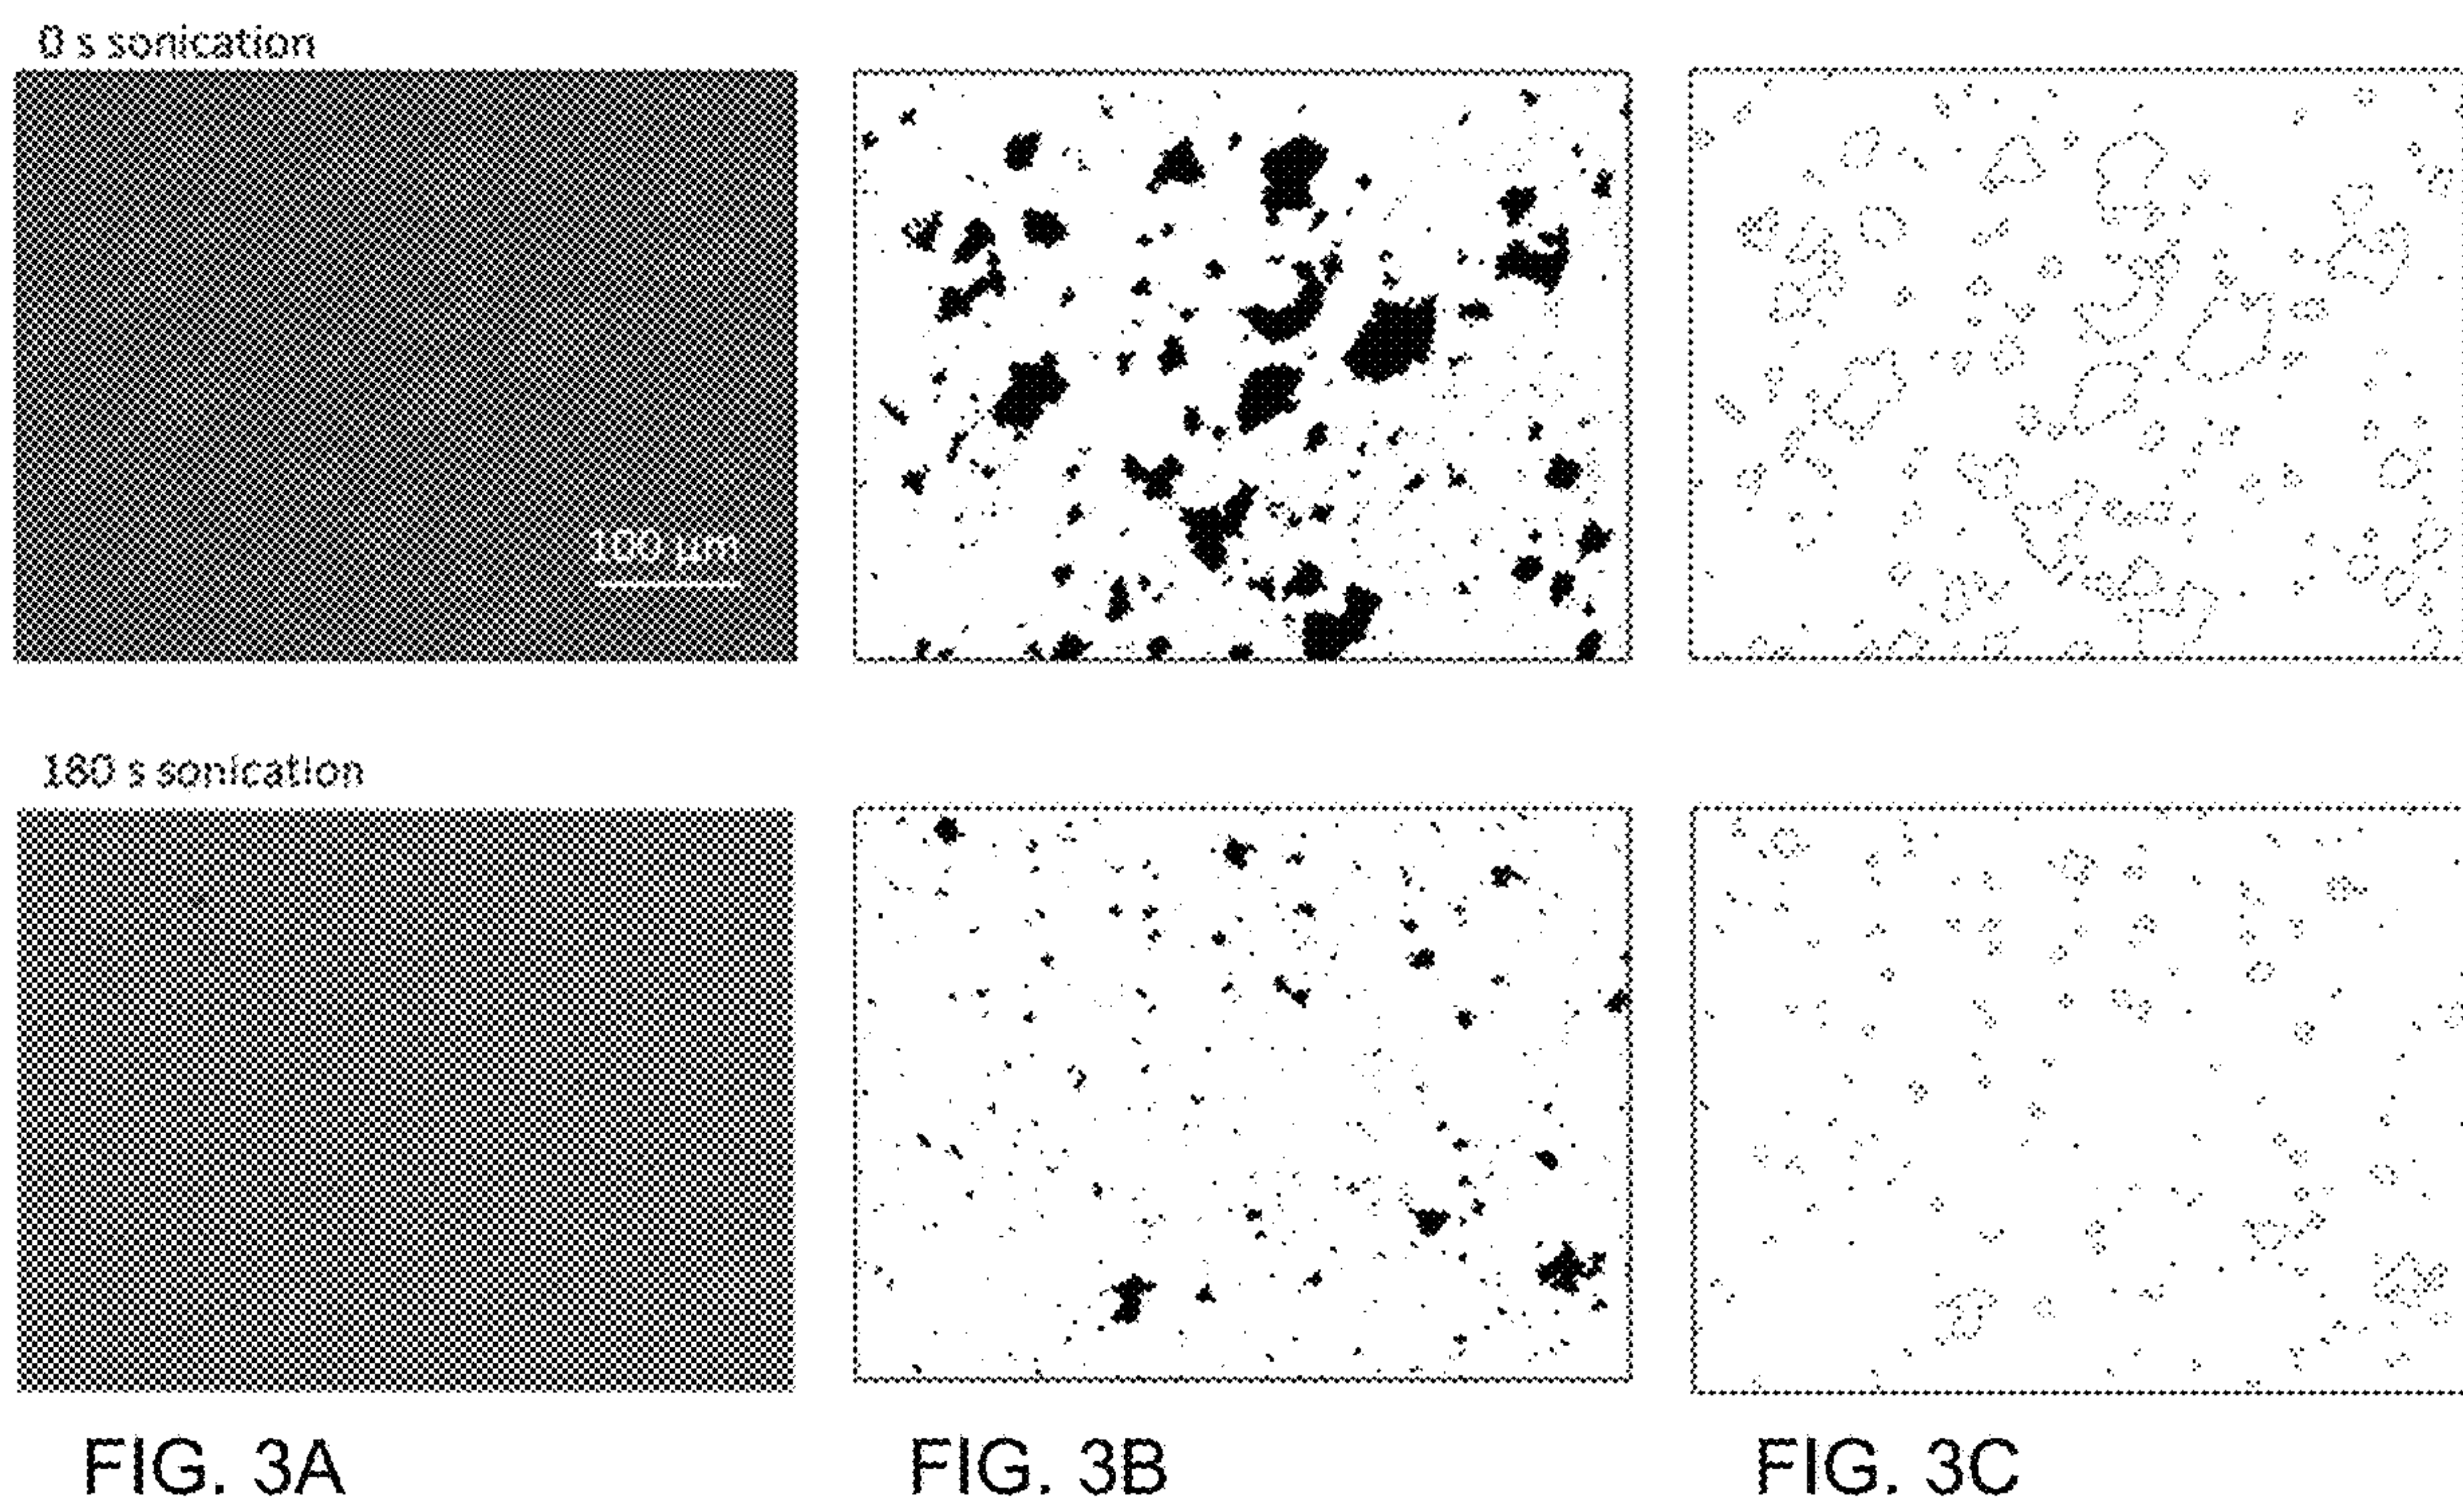 0 s sonication
100 µm
180 s sonication
FIG. 3A
FIG. 3B
FIG. 3C